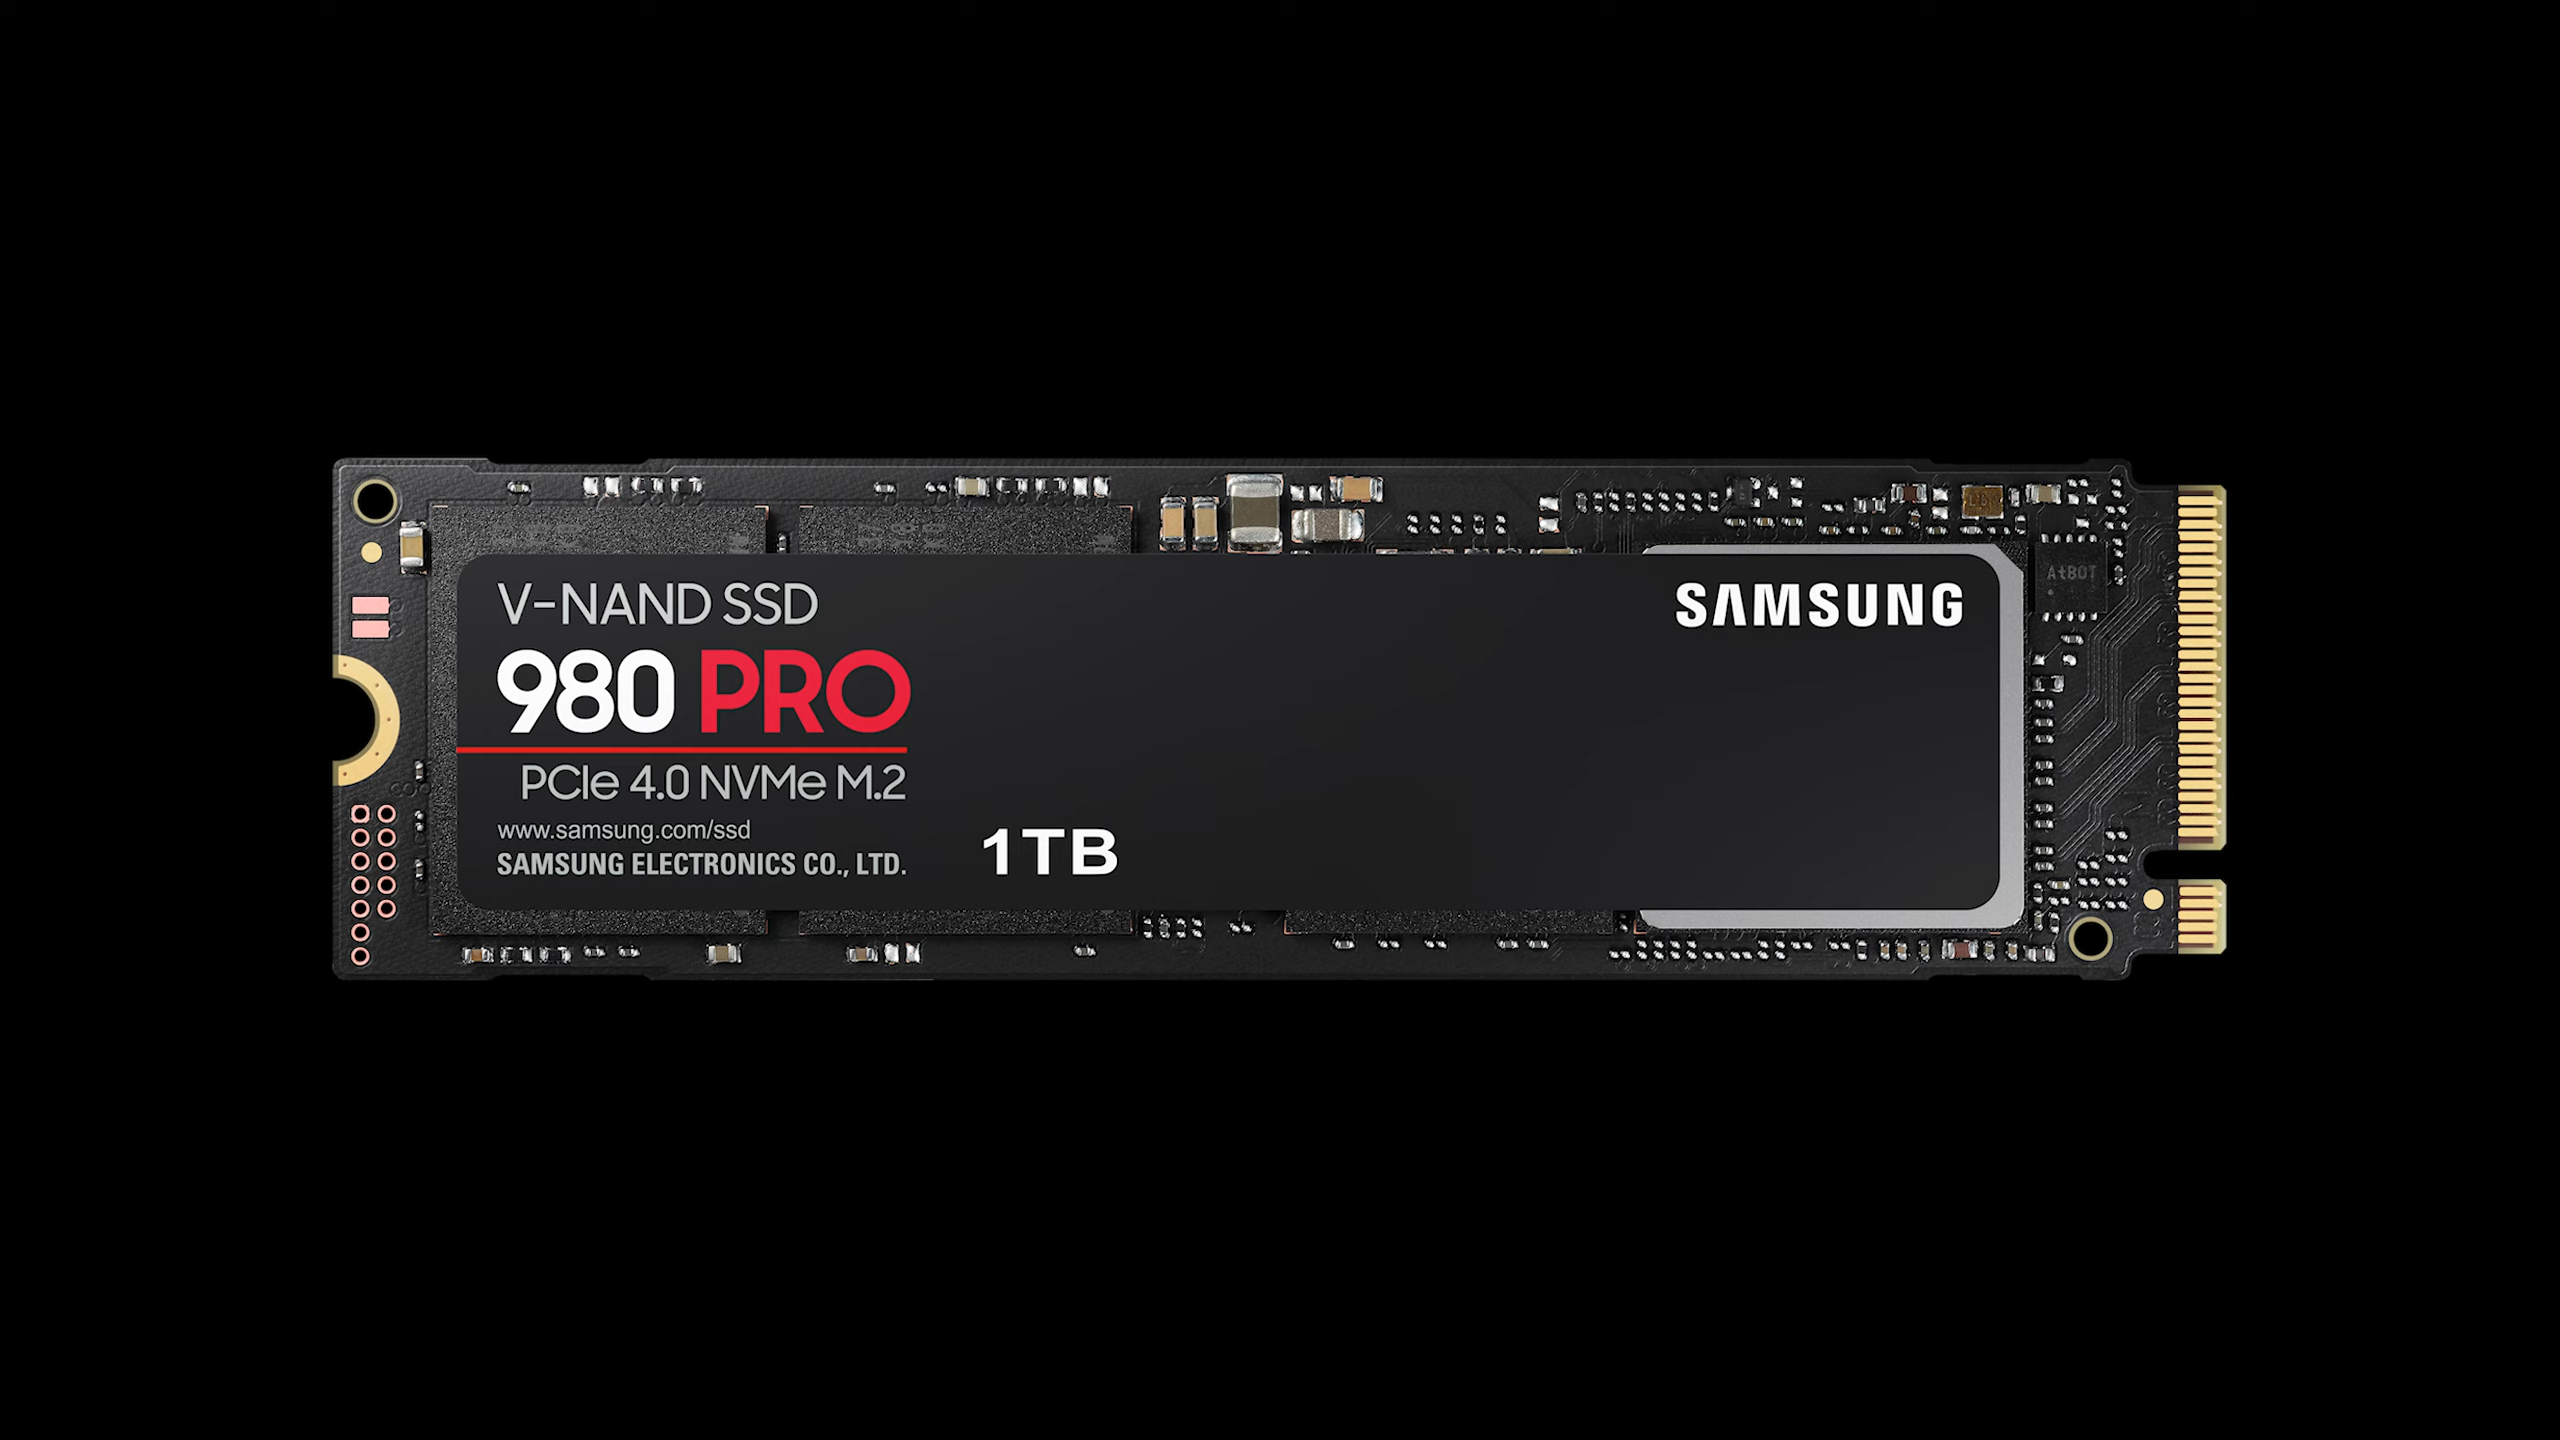 V-NAND SSD
980 PRO
PCIe 4.0 NVMe M.2
www.samsung.com/ssd
SAMSUNG ELECTRONICS CO., LTD.
1TB
SAMSUNG
AtBOT